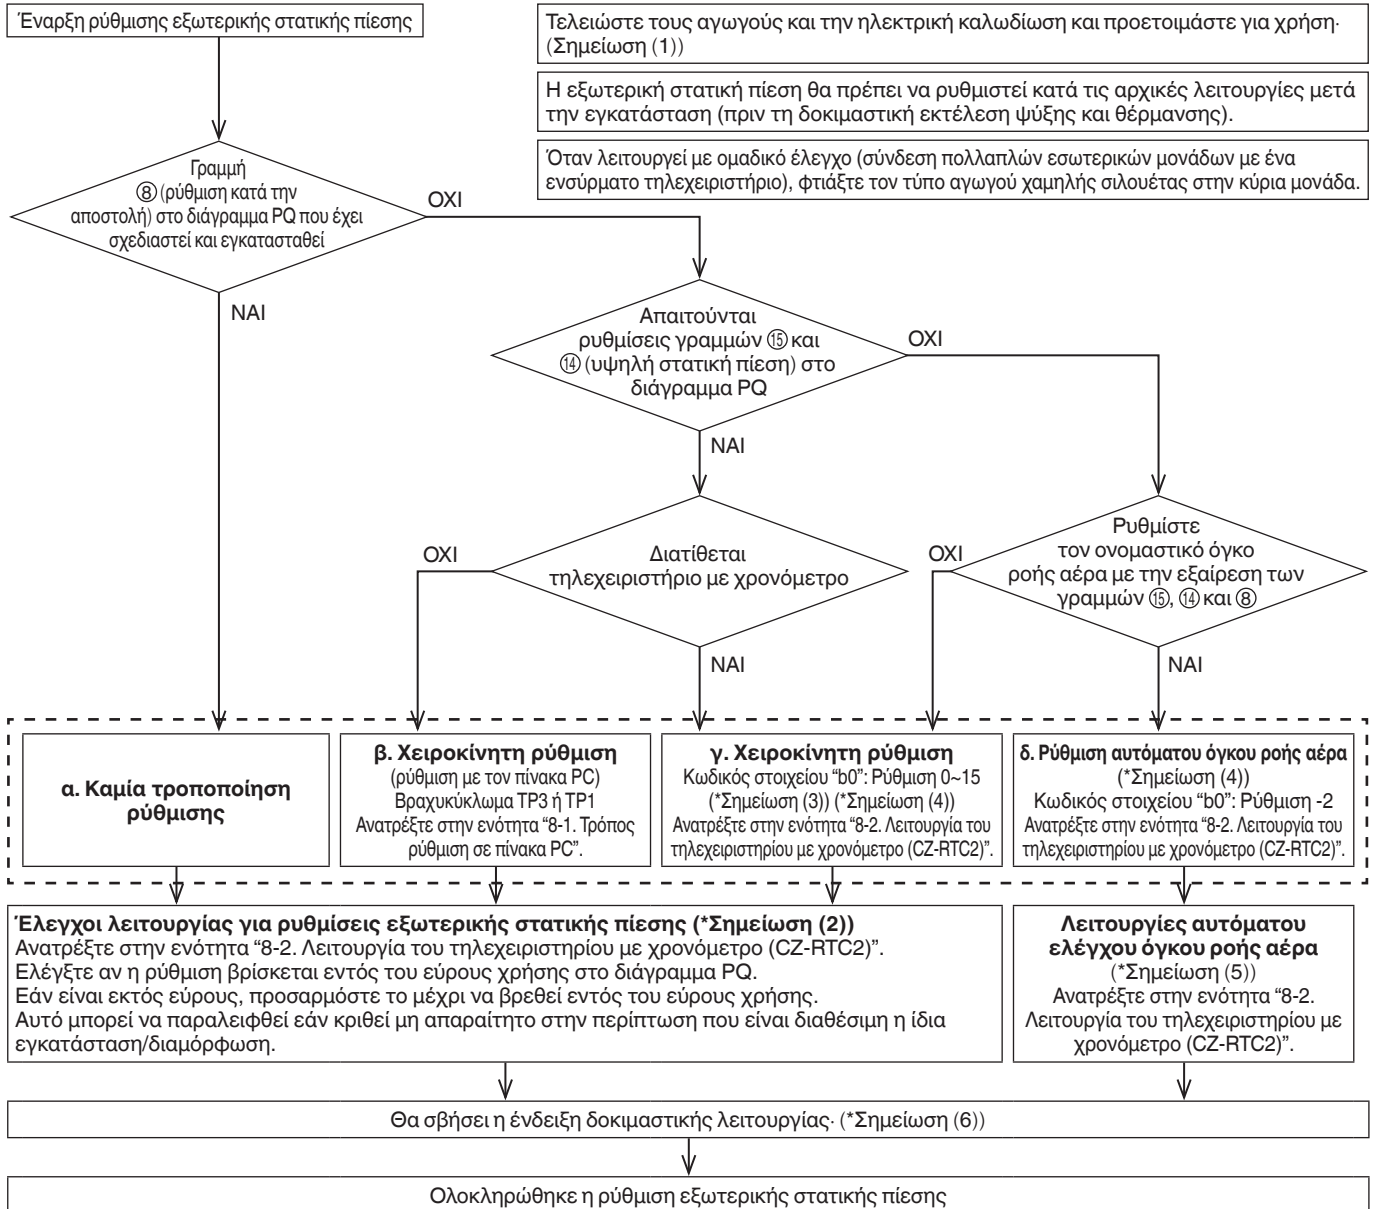 Έναρξη ρύθμισης εξωτερικής στατικής πίεσης
Τελειώστε τους αγωγούς και την ηλεκτρική καλωδίωση και προετοιμάστε για χρήση·
(Σημείωση (1))
Η εξωτερική στατική πίεση θα πρέπει να ρυθμιστεί κατά τις αρχικές λειτουργίες μετά
την εγκατάσταση (πριν τη δοκιμαστική εκτέλεση ψύξης και θέρμανσης).
Όταν λειτουργεί με ομαδικό έλεγχο (σύνδεση πολλαπλών εσωτερικών μονάδων με ένα
ενσύρματο τηλεχειριστήριο), φτιάξτε τον τύπο αγωγού χαμηλής σιλουέτας στην κύρια μονάδα.
Γραμμή
⑧ (ρύθμιση κατά την
αποστολή) στο διάγραμμα PQ που έχει
σχεδιαστεί και εγκατασταθεί
ΟΧΙ
ΝΑΙ
Απαιτούνται
ρυθμίσεις γραμμών ⑮ και
⑭ (υψηλή στατική πίεση) στο
διάγραμμα PQ
ΟΧΙ
ΝΑΙ
Διατίθεται
τηλεχειριστήριο με χρονόμετρο
ΟΧΙ
ΝΑΙ
Ρυθμίστε
τον ονομαστικό όγκο
ροής αέρα με την εξαίρεση των
γραμμών ⑮, ⑭ και ⑧
ΟΧΙ
ΝΑΙ
α. Καμία τροποποίηση
ρύθμισης
β. Χειροκίνητη ρύθμιση
(ρύθμιση με τον πίνακα PC)
Βραχυκύκλωμα TP3 ή TP1
Ανατρέξτε στην ενότητα “8-1. Τρόπος
ρύθμιση σε πίνακα PC”.
γ. Χειροκίνητη ρύθμιση
Κωδικός στοιχείου “b0”: Ρύθμιση 0~15
(*Σημείωση (3)) (*Σημείωση (4))
Ανατρέξτε στην ενότητα “8-2. Λειτουργία του
τηλεχειριστηρίου με χρονόμετρο (CZ-RTC2)”.
δ. Ρύθμιση αυτόματου όγκου ροής αέρα
(*Σημείωση (4))
Κωδικός στοιχείου “b0”: Ρύθμιση -2
Ανατρέξτε στην ενότητα “8-2. Λειτουργία του
τηλεχειριστηρίου με χρονόμετρο (CZ-RTC2)”.
Έλεγχοι λειτουργίας για ρυθμίσεις εξωτερικής στατικής πίεσης (*Σημείωση (2))
Ανατρέξτε στην ενότητα “8-2. Λειτουργία του τηλεχειριστηρίου με χρονόμετρο (CZ-RTC2)”.
Ελέγξτε αν η ρύθμιση βρίσκεται εντός του εύρους χρήσης στο διάγραμμα PQ.
Εάν είναι εκτός εύρους, προσαρμόστε το μέχρι να βρεθεί εντός του εύρους χρήσης.
Αυτό μπορεί να παραλειφθεί εάν κριθεί μη απαραίτητο στην περίπτωση που είναι διαθέσιμη η ίδια
εγκατάσταση/διαμόρφωση.
Λειτουργίες αυτόματου
ελέγχου όγκου ροής αέρα
(*Σημείωση (5))
Ανατρέξτε στην ενότητα “8-2.
Λειτουργία του τηλεχειριστηρίου με
χρονόμετρο (CZ-RTC2)”.
Θα σβήσει η ένδειξη δοκιμαστικής λειτουργίας· (*Σημείωση (6))
Ολοκληρώθηκε η ρύθμιση εξωτερικής στατικής πίεσης